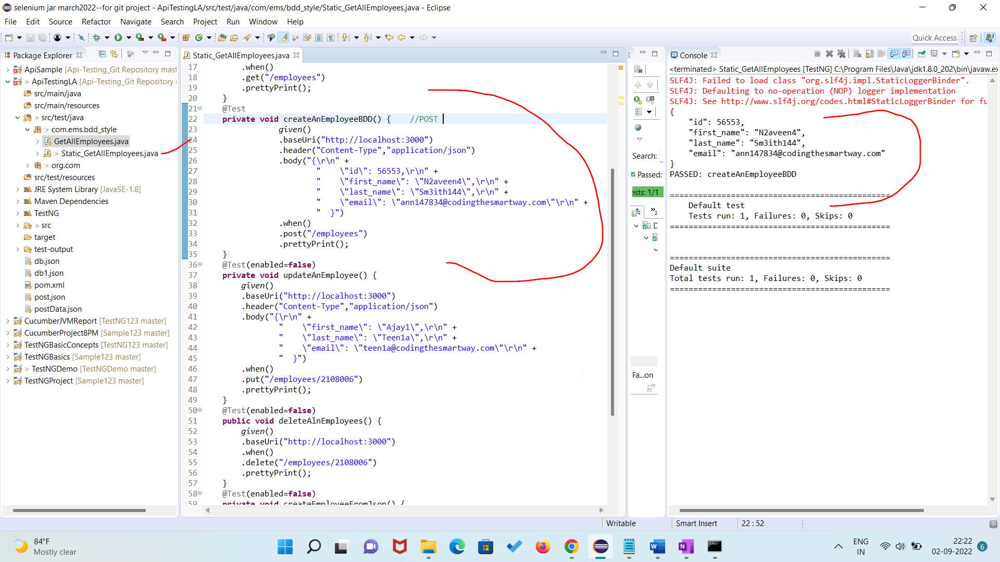 selenium jar march2022--for git project - ApiTestingLA/src/test/java/com/ems/bdd_style/Static_GetAllEmployees.java - Eclipse
File Edit Source Refactor Navigate Search Project Run Window Help
Quick Access
Package Explorer
ApiSample [Api-Testing_Git Repository mast
> ApiTestingLA [Api-Testing_Git Repository
src/main/java
src/main/resources
> src/test/java
> com.ems.bdd_style
GetAllEmployees.java
> Static_GetAllEmployees.java
> org.com
src/test/resources
JRE System Library [JavaSE-1.8]
Maven Dependencies
TestNG
> src
target
test-output
db.json
db1.json
pom.xml
post.json
postData.json
CucumberJVMReport [TestNG123 master]
CucumberProject8PM [Sample123 master]
TestNGBasicConcepts [TestNG123 master]
TestNGBasics [Sample123 master]
> TestNGDemo [TestNGDemo master]
TestNGProject [Sample123 master]
Static_GetAllEmployees.java
17 .when()
18 .get("/employees")
19 .prettyPrint();
20 }
21 @Test
22 private void createAnEmployeeBDD() { //POST
23 given()
24 .baseUri("http://localhost:3000")
25 .header("Content-Type","application/json")
26 .body("{\r\n" +
27 " \"id\": 56553,\r\n" +
28 " \"first_name\": \"N2aveen4\",\r\n" +
29 " \"last_name\": \"Sm3ith144\",\r\n" +
30 " \"email\": \"ann147834@codingthesmartway.com\"\r\n" +
31 " }")
32 .when()
33 .post("/employees")
34 .prettyPrint();
35 }
36 @Test(enabled=false)
37 private void updateAnEmployee() {
38 given()
39 .baseUri("http://localhost:3000")
40 .header("Content-Type","application/json")
41 .body("{\r\n" +
42 " \"first_name\": \"Ajay1\",\r\n" +
43 " \"last_name\": \"Teen1a\",\r\n" +
44 " \"email\": \"teen1a@codingthesmartway.com\"\r\n" +
45 " }")
46 .when()
47 .put("/employees/2108006")
48 .prettyPrint();
49 }
50 @Test(enabled=false)
51 public void deleteAlnEmployees() {
52 given()
53 .baseUri("http://localhost:3000")
54 .when()
55 .delete("/employees/2108006")
56 .prettyPrint();
57 }
58 @Test(enabled=false)
59 private void createEmployeeFromJson() {
Search:
Passed:
ests: 1/1
»2
D
Fa...on
Console
<terminated> Static_GetAllEmployees [TestNG] C:\Program Files\Java\jdk1.8.0_202\bin\javaw.ex
SLF4J: Failed to load class "org.slf4j.impl.StaticLoggerBinder".
SLF4J: Defaulting to no-operation (NOP) logger implementation
SLF4J: See http://www.slf4j.org/codes.html#StaticLoggerBinder for fu
{
"id": 56553,
"first_name": "N2aveen4",
"last_name": "Sm3ith144",
"email": "ann147834@codingthesmartway.com"
}
PASSED: createAnEmployeeBDD
===============================================
Default test
Tests run: 1, Failures: 0, Skips: 0
===============================================
===============================================
Default suite
Total tests run: 1, Failures: 0, Skips: 0
===============================================
Writable Smart Insert 22 : 52
84°F
Mostly clear
ENG
IN
22:22
02-09-2022
6